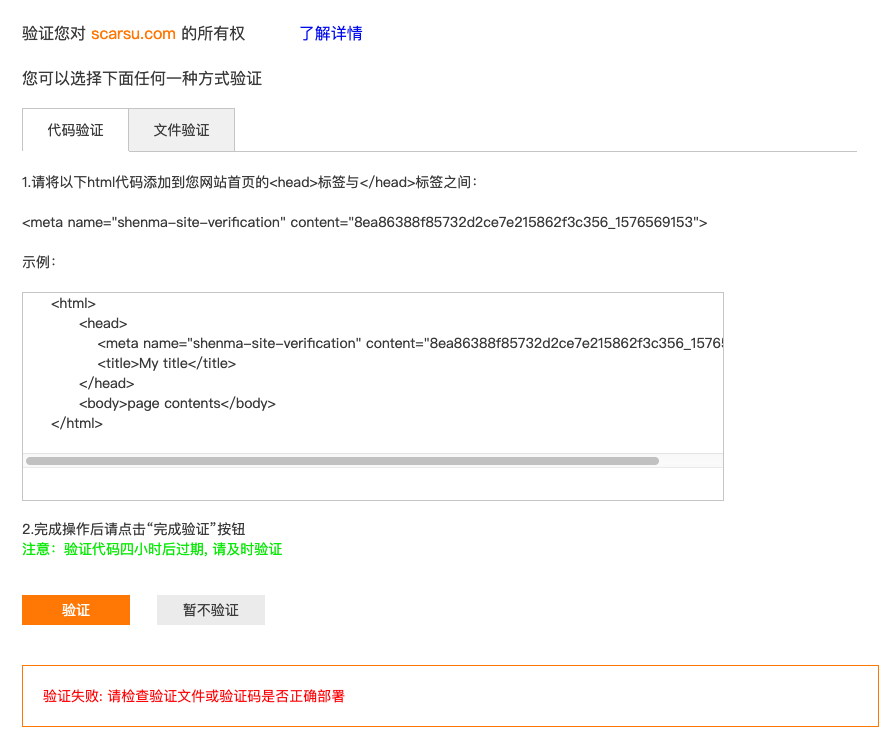 验证您对 scarsu.com 的所有权 了解详情
您可以选择下面任何一种方式验证
代码验证 文件验证
1.请将以下html代码添加到您网站首页的<head>标签与</head>标签之间：
<meta name="shenma-site-verification" content="8ea86388f85732d2ce7e215862f3c356_1576569153">
示例：
<html>
<head>
<meta name="shenma-site-verification" content="8ea86388f85732d2ce7e215862f3c356_1576
<title>My title</title>
</head>
<body>page contents</body>
</html>
2.完成操作后请点击“完成验证”按钮
注意：验证代码四小时后过期, 请及时验证
验证 暂不验证
验证失败: 请检查验证文件或验证码是否正确部署